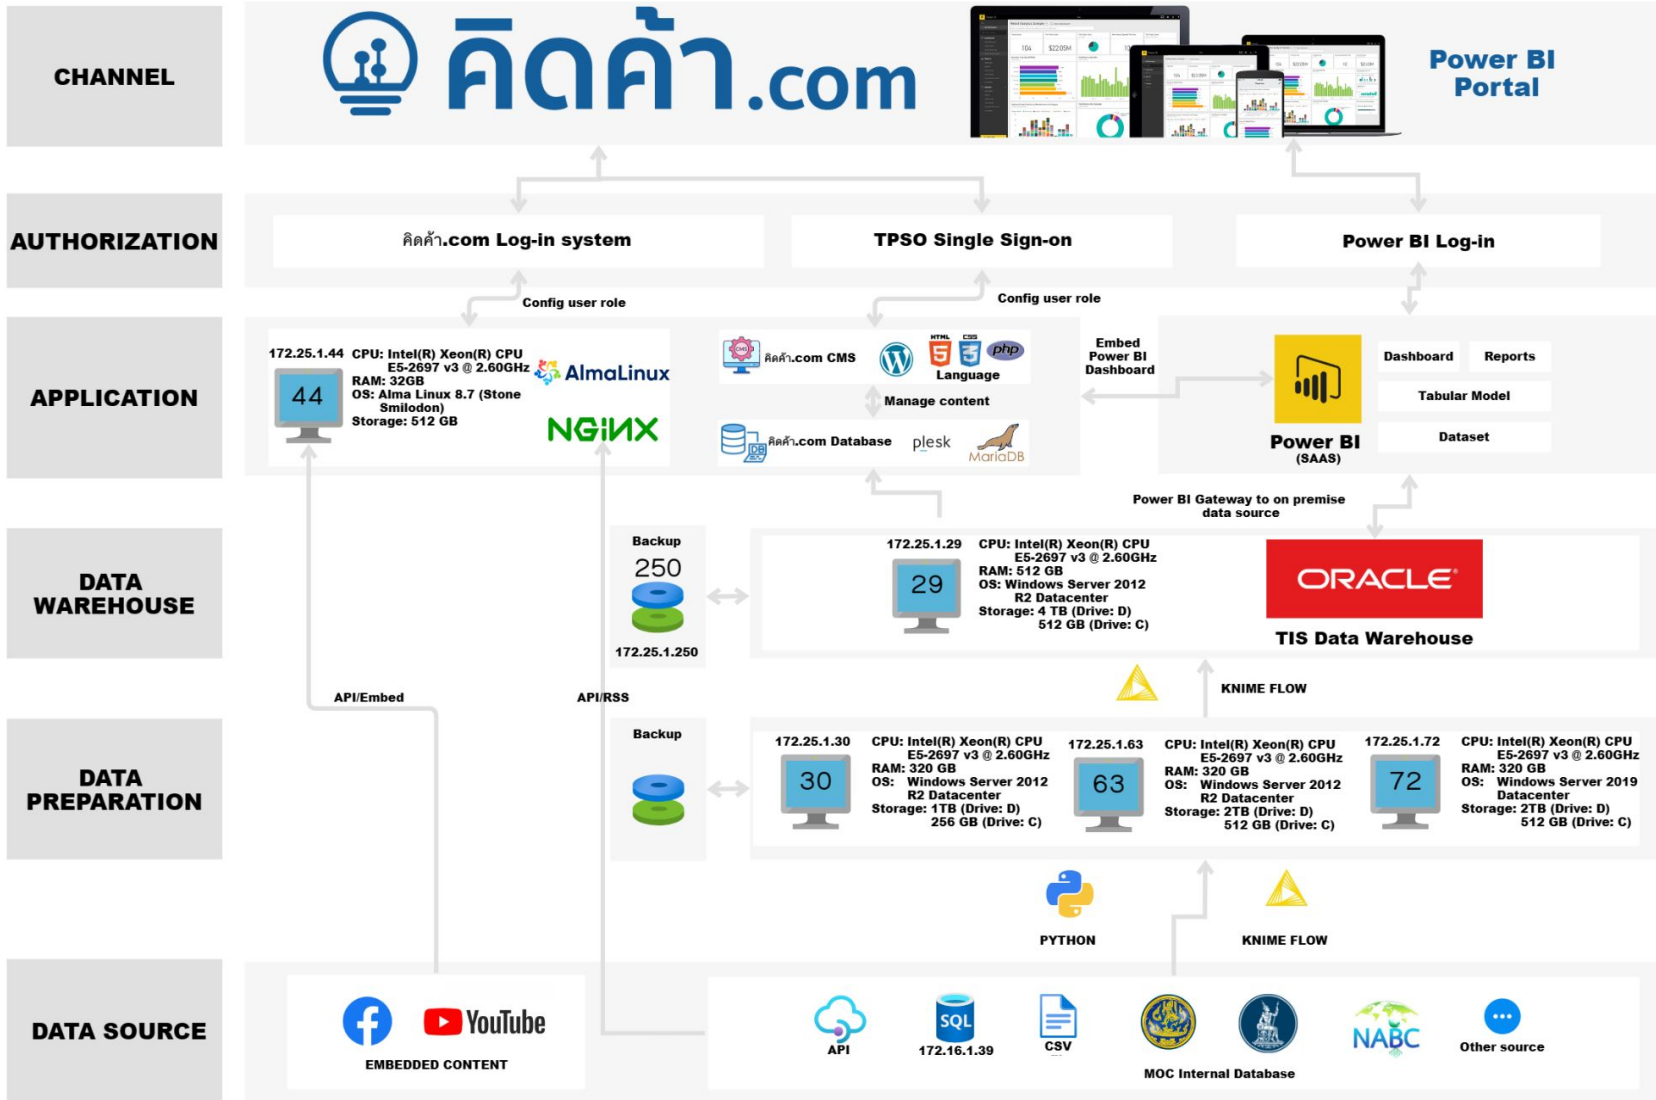 CHANNEL
คิดค้า.com
Power BI
Portal
AUTHORIZATION
คิดค้า.com Log-in system
TPSO Single Sign-on
Power BI Log-in
Config user role
Config user role
APPLICATION
172.25.1.44
44
CPU: Intel(R) Xeon(R) CPU
E5-2697 v3 @ 2.60GHz
RAM: 32GB
OS: Alma Linux 8.7 (Stone
Smilodon)
Storage: 512 GB
AlmaLinux
NGINX
CMS
คิดค้า.com CMS
HTML
5
CSS
3
php
Language
Manage content
DB
คิดค้า.com Database
plesk
MariaDB
Embed
Power BI
Dashboard
Power BI
(SAAS)
Dashboard
Reports
Tabular Model
Dataset
Power BI Gateway to on premise
data source
DATA
WAREHOUSE
Backup
250
172.25.1.250
172.25.1.29
29
CPU: Intel(R) Xeon(R) CPU
E5-2697 v3 @ 2.60GHz
RAM: 512 GB
OS: Windows Server 2012
R2 Datacenter
Storage: 4 TB (Drive: D)
512 GB (Drive: C)
ORACLE®
TIS Data Warehouse
API/Embed
API/RSS
KNIME FLOW
DATA
PREPARATION
Backup
172.25.1.30
30
CPU: Intel(R) Xeon(R) CPU
E5-2697 v3 @ 2.60GHz
RAM: 320 GB
OS: Windows Server 2012
R2 Datacenter
Storage: 1TB (Drive: D)
256 GB (Drive: C)
172.25.1.63
63
CPU: Intel(R) Xeon(R) CPU
E5-2697 v3 @ 2.60GHz
RAM: 320 GB
OS: Windows Server 2012
R2 Datacenter
Storage: 2TB (Drive: D)
512 GB (Drive: C)
172.25.1.72
72
CPU: Intel(R) Xeon(R) CPU
E5-2697 v3 @ 2.60GHz
RAM: 320 GB
OS: Windows Server 2019
Datacenter
Storage: 2TB (Drive: D)
512 GB (Drive: C)
PYTHON
KNIME FLOW
DATA SOURCE
YouTube
EMBEDDED CONTENT
API
SQL
172.16.1.39
CSV
NABC
Other source
MOC Internal Database